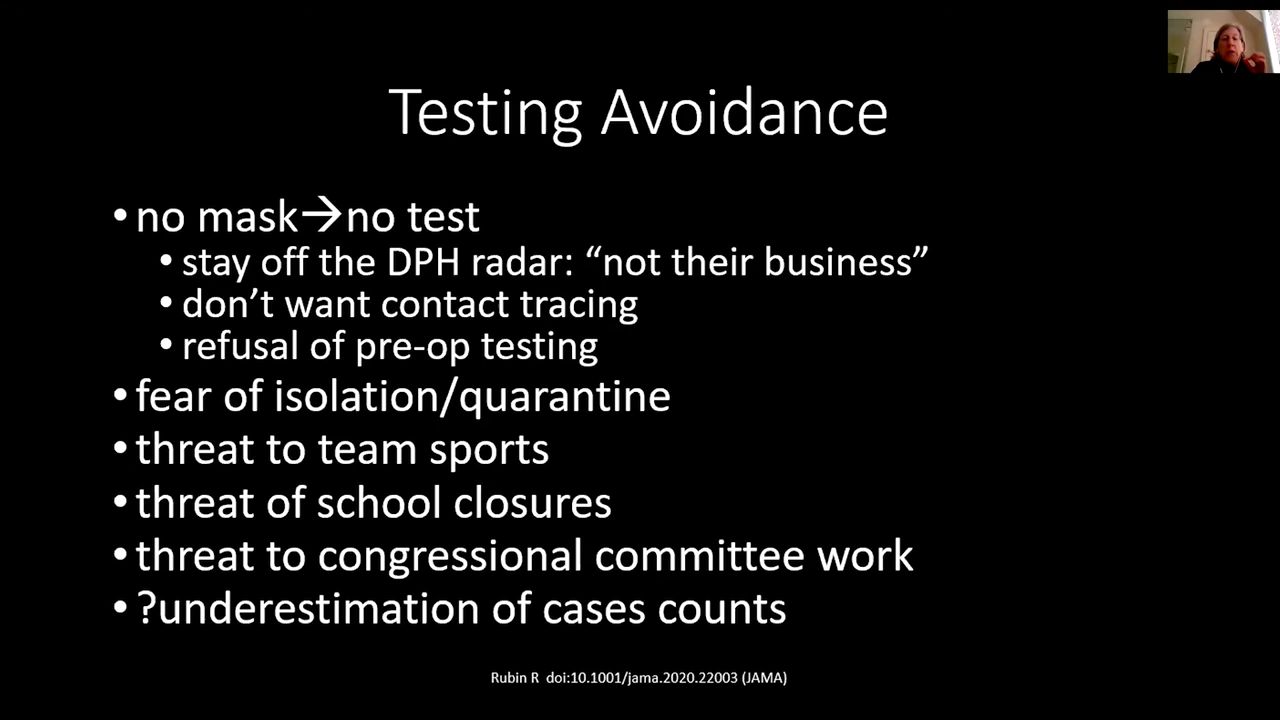 Testing Avoidance
• no mask→no test
• stay off the DPH radar: “not their business”
• don’t want contact tracing
• refusal of pre-op testing
• fear of isolation/quarantine
• threat to team sports
• threat of school closures
• threat to congressional committee work
• ?underestimation of cases counts
Rubin R doi:10.1001/jama.2020.22003 (JAMA)